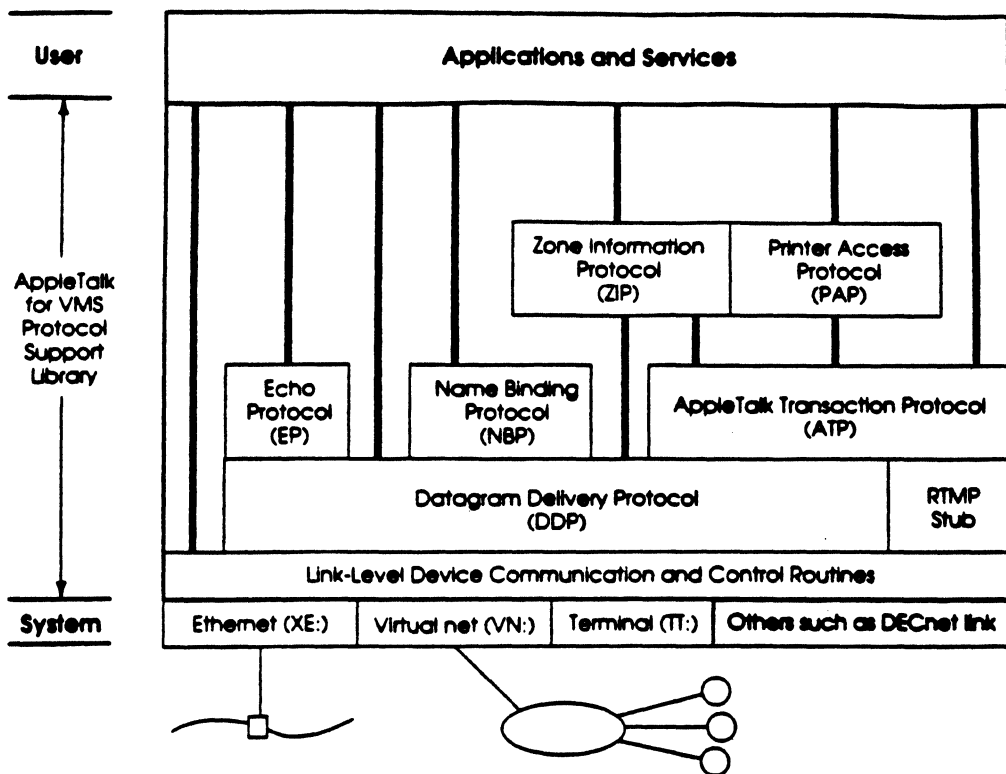 User
Applications and Services
Zone Information
Protocol
(ZIP)
Printer Access
Protocol
(PAP)
AppleTalk
for VMS
Protocol
Support
Library
Echo
Protocol
(EP)
Name Binding
Protocol
(NBP)
AppleTalk Transaction Protocol
(ATP)
Datagram Delivery Protocol
(DDP)
RTMP
Stub
Link-Level Device Communication and Control Routines
System
Ethernet (XE:)
Virtual net (VN:)
Terminal (TT:)
Others such as DECnet link